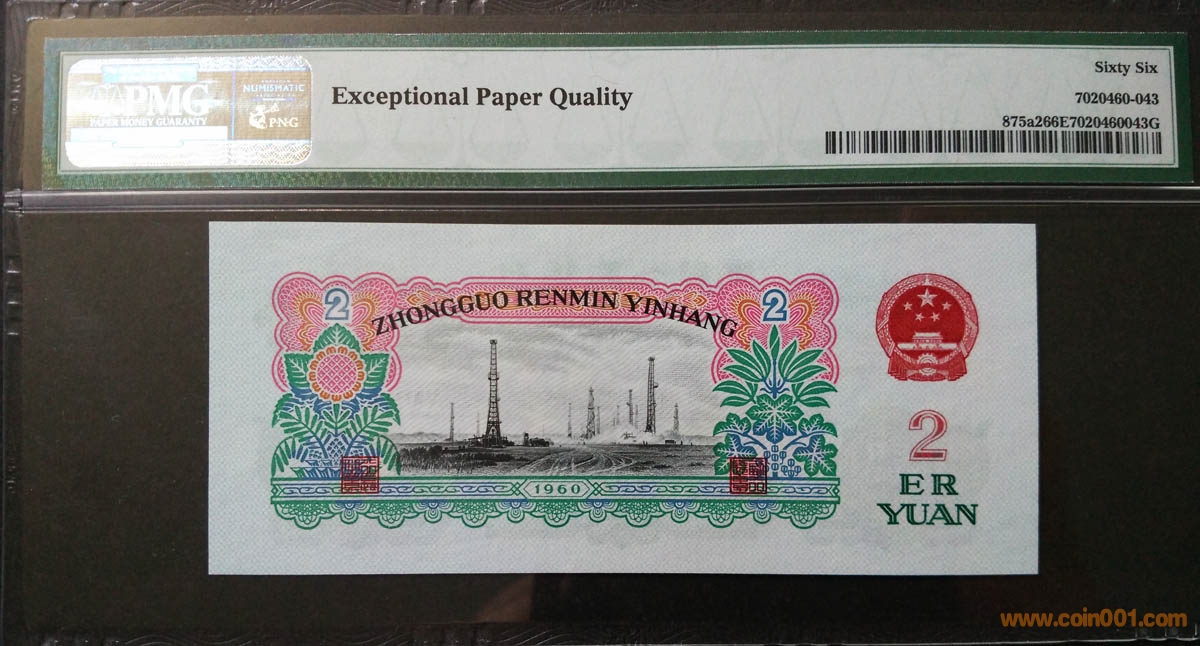 PMG
PAPER MONEY GUARANTY
NUMISMATIC
PNG
Exceptional Paper Quality
Sixty Six
7020460-043
875a266E7020460043G
2
ZHONGGUO RENMIN YINHANG
2
2
ER
YUAN
1960
www.coin001.com